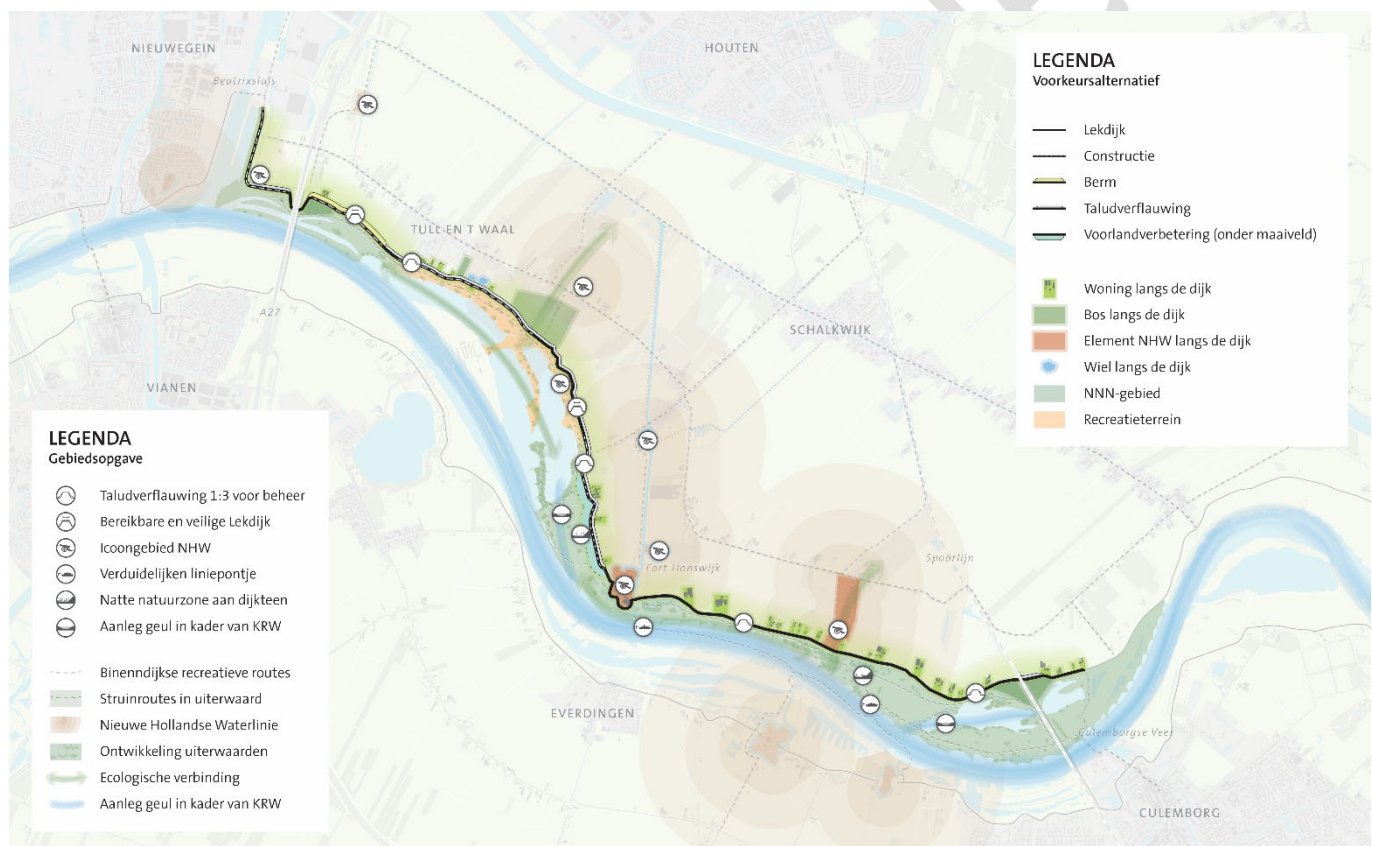 NIEUWEGEIN
HOUTEN
Beatrixsluis
TULL EN T WAAL
A27
SCHALKWIJK
VIANEN
Spoorlijn
Fort Honswijk
EVERDINGEN
Culemborgse Veer
CULEMBORG
LEGENDA
Voorkeursalternatief
Lekdijk
Constructie
Berm
Taludverflauwing
Voorlandverbetering (onder maaiveld)
Woning langs de dijk
Bos langs de dijk
Element NHW langs de dijk
Wiel langs de dijk
NNN-gebied
Recreatieterrein
LEGENDA
Gebiedsopgave
Taludverflauwing 1:3 voor beheer
Bereikbare en veilige Lekdijk
Icoongebied NHW
Verduidelijken liniepontje
Natte natuurzone aan dijkteen
Aanleg geul in kader van KRW
Binenndijkse recreatieve routes
Struinroutes in uiterwaard
Nieuwe Hollandse Waterlinie
Ontwikkeling uiterwaarden
Ecologische verbinding
Aanleg geul in kader van KRW